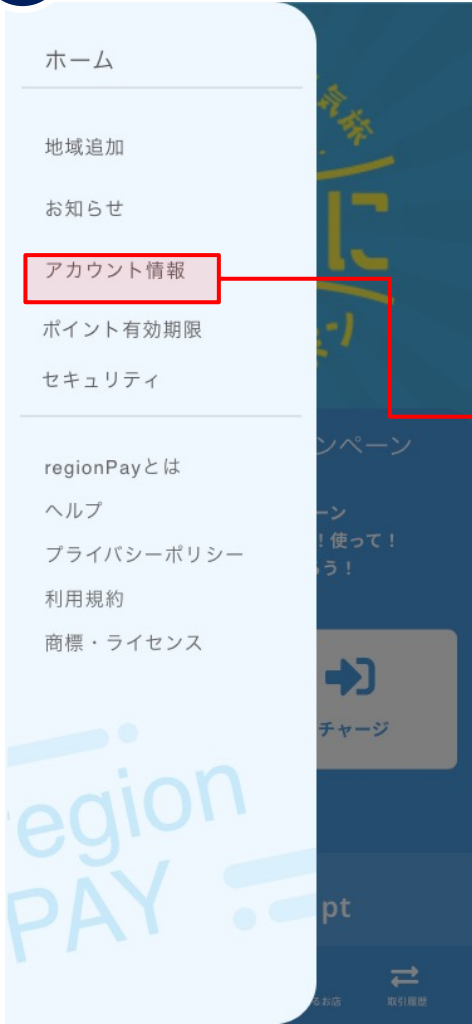 ホーム
地域追加
お知らせ
アカウント情報
ポイント有効期限
セキュリティ
regionPayとは
ヘルプ
プライバシーポリシー
利用規約
商標・ライセンス
region
PAY
気旅
に
ンペーン
ーン
！使って！
う！
チャージ
pt
るお店
取引履歴